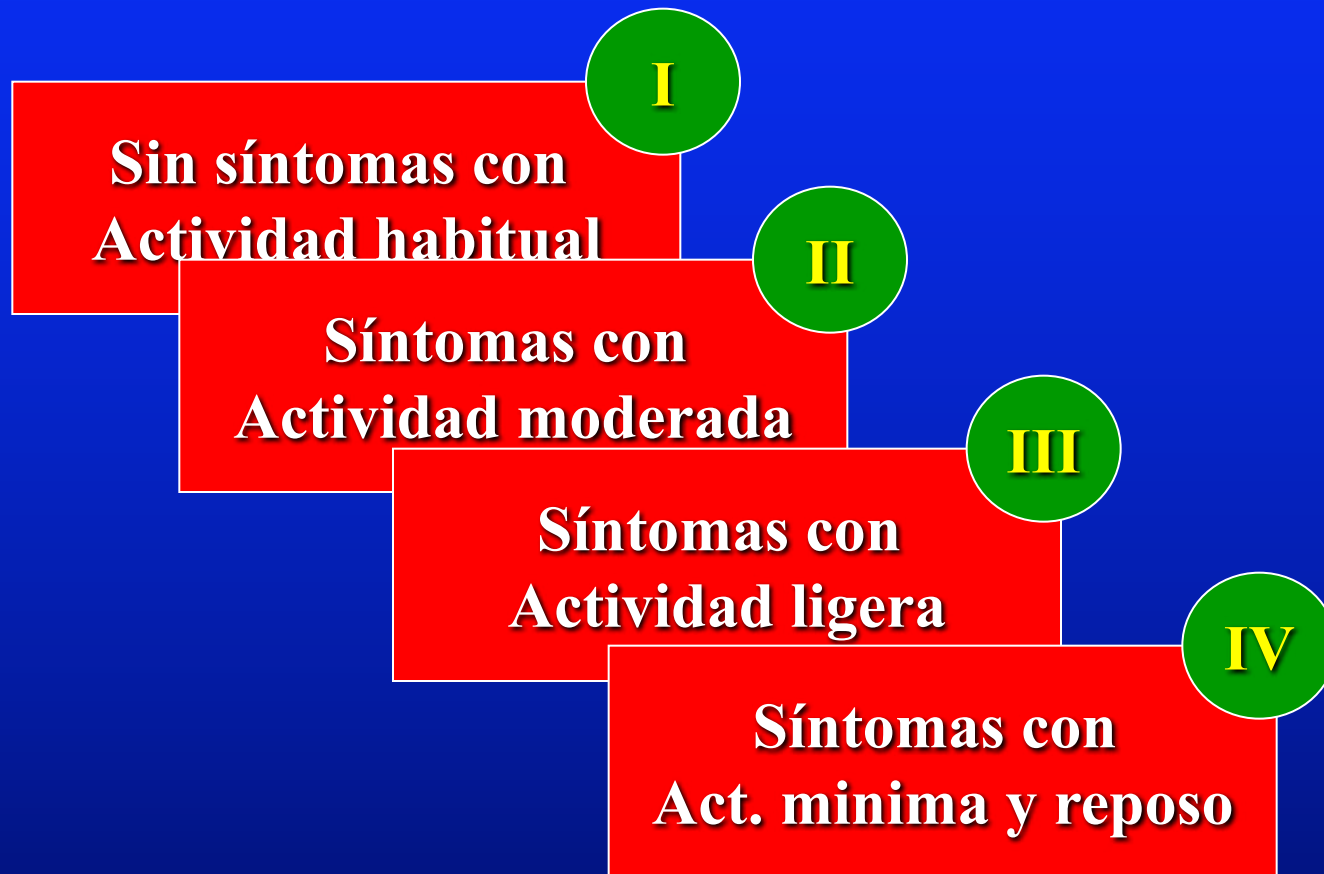 I
Sin síntomas con
Actividad habitual
II
Síntomas con
Actividad moderada
III
Síntomas con
Actividad ligera
IV
Síntomas con
Act. minima y reposo